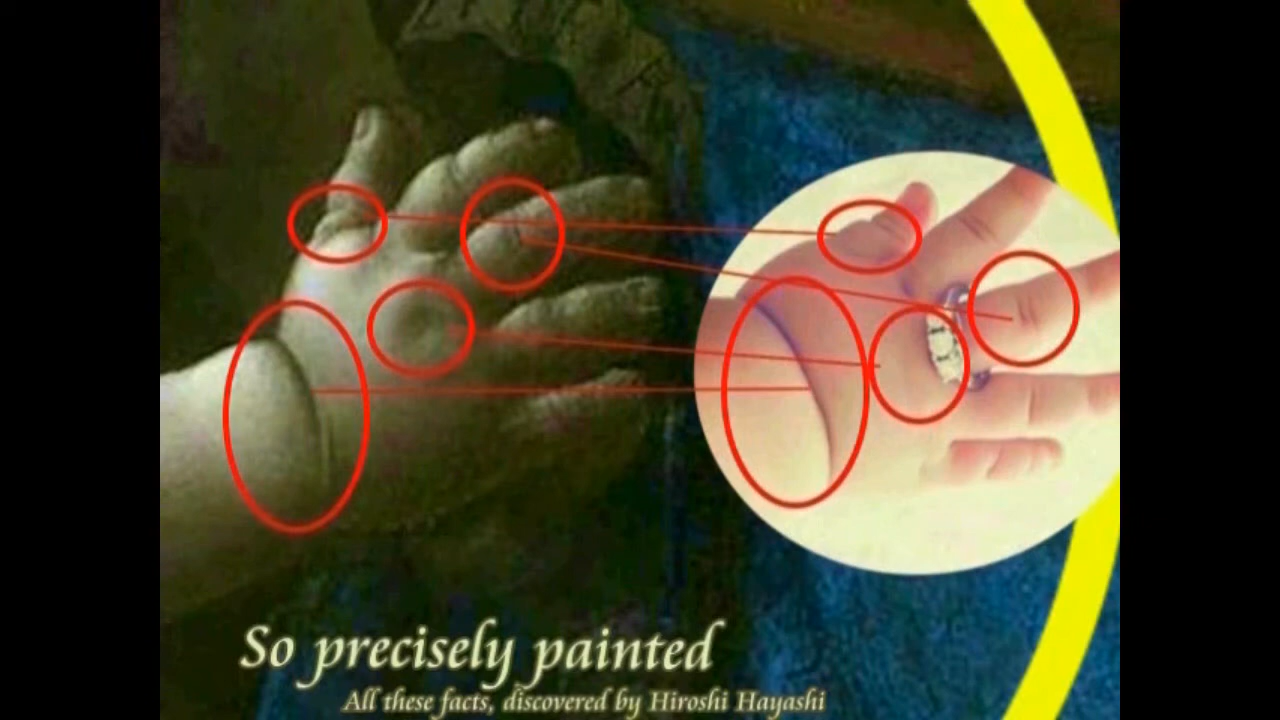 So precisely painted
All these facts, discovered by Hiroshi Hayashi